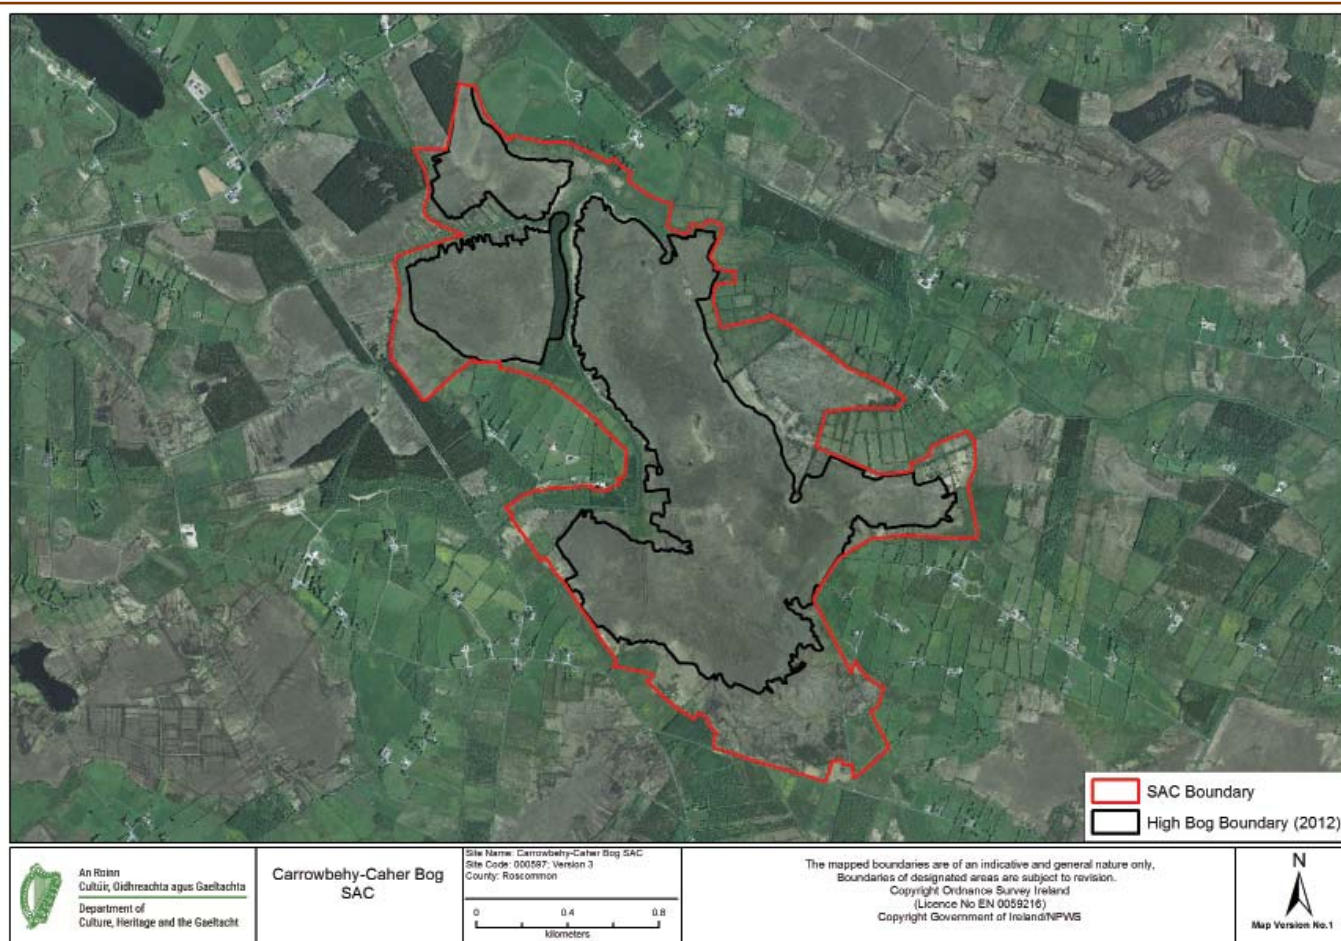 SAC Boundary
High Bog Boundary (2012)
An Roinn
Cultúir, Oidhreachta agus Gaeltachta
Department of
Culture, Heritage and the Gaeltacht
Carrowbehy-Caher Bog
SAC
Site Name: Carrowbehy-Caher Bog SAC
Site Code: 000597; Version 3
County: Roscommon
0 0.4 0.8
kilometers
The mapped boundaries are of an indicative and general nature only,
Boundaries of designated areas are subject to revision.
Copyright Ordnance Survey Ireland
(Licence No EN 0059216)
Copyright Government of Ireland/NPWS
N
Map Version No.1